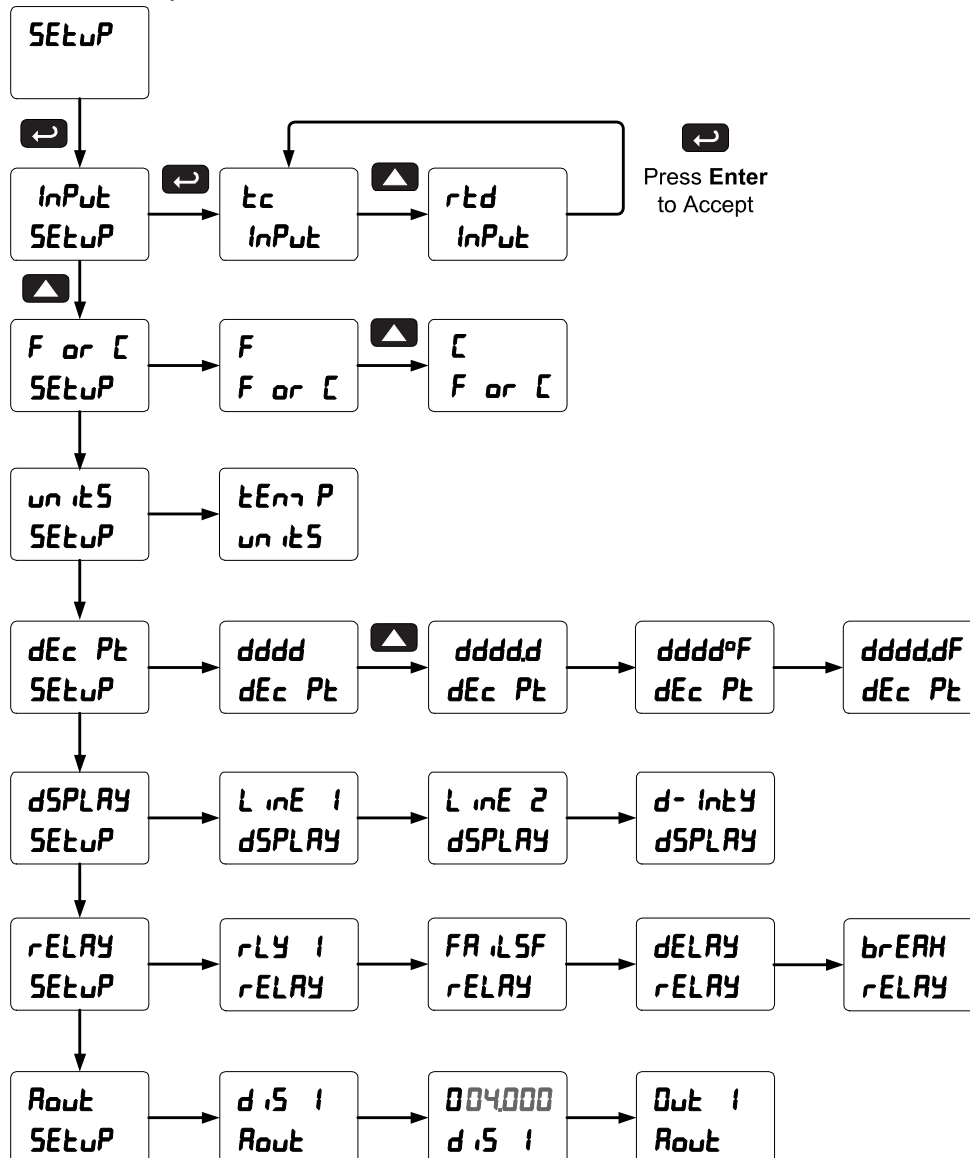 SEtuP
InPut
SEtuP
tc
InPut
rtd
InPut
Press Enter
to Accept
F or C
SEtuP
F
F or C
C
F or C
unitS
SEtuP
tEmP
unitS
dEc Pt
SEtuP
dddd
dEc Pt
dddd.d
dEc Pt
dddd°F
dEc Pt
dddd.dF
dEc Pt
dSPLAY
SEtuP
LinE 1
dSPLAY
LinE 2
dSPLAY
d-IntY
dSPLAY
rELAY
SEtuP
rLY 1
rELAY
FAiLSF
rELAY
dELAY
rELAY
brEAK
rELAY
Aout
SEtuP
diS 1
Aout
004.000
diS 1
Out 1
Aout